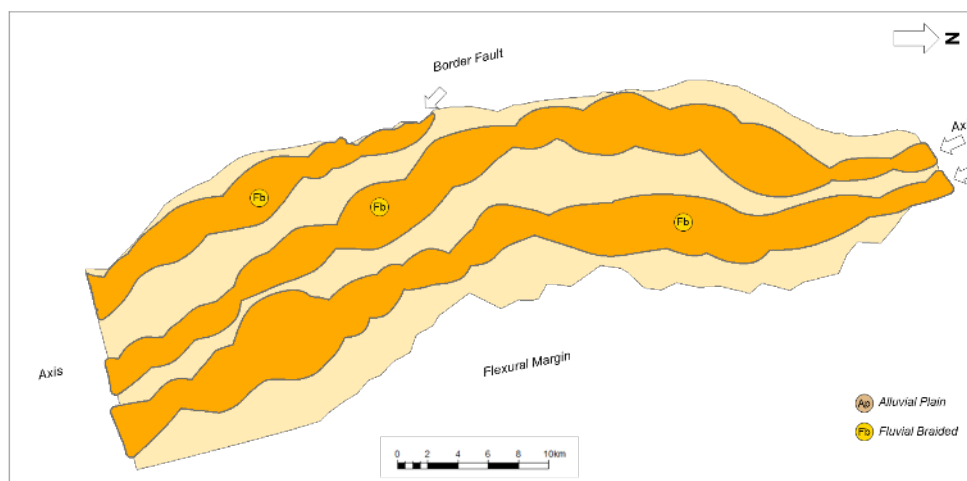 Border Fault
N
Ax
Fb
Fb
Fb
Axis
Flexural Margin
Ap Alluvial Plain
Fb Fluvial Braided
0 2 4 6 8 10km